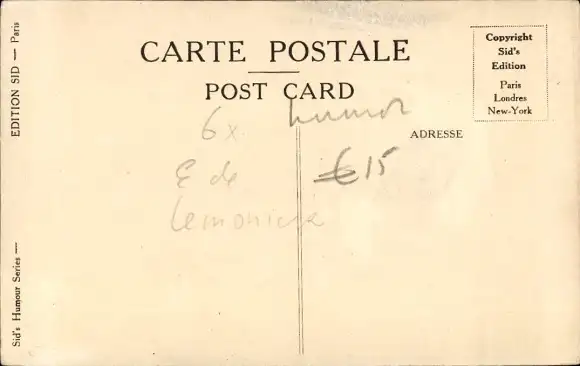 CARTE POSTALE
POST CARD
Copyright
Sid's
Edition
Paris
Londres
New-York
ADRESSE
EDITION SID — Paris
Sid's Humour Series —
6x
humor
€15
E de